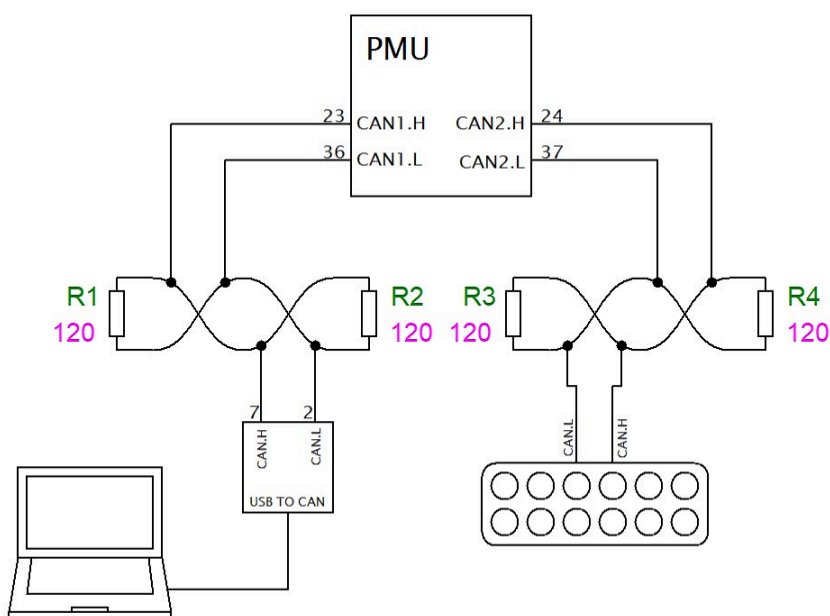 PMU
23 CAN1.H CAN2.H 24
36 CAN1.L CAN2.L 37
R1 R2 R3 R4
120 120 120 120
7 2
CAN.H CAN.L CAN.L CAN.H
USB TO CAN